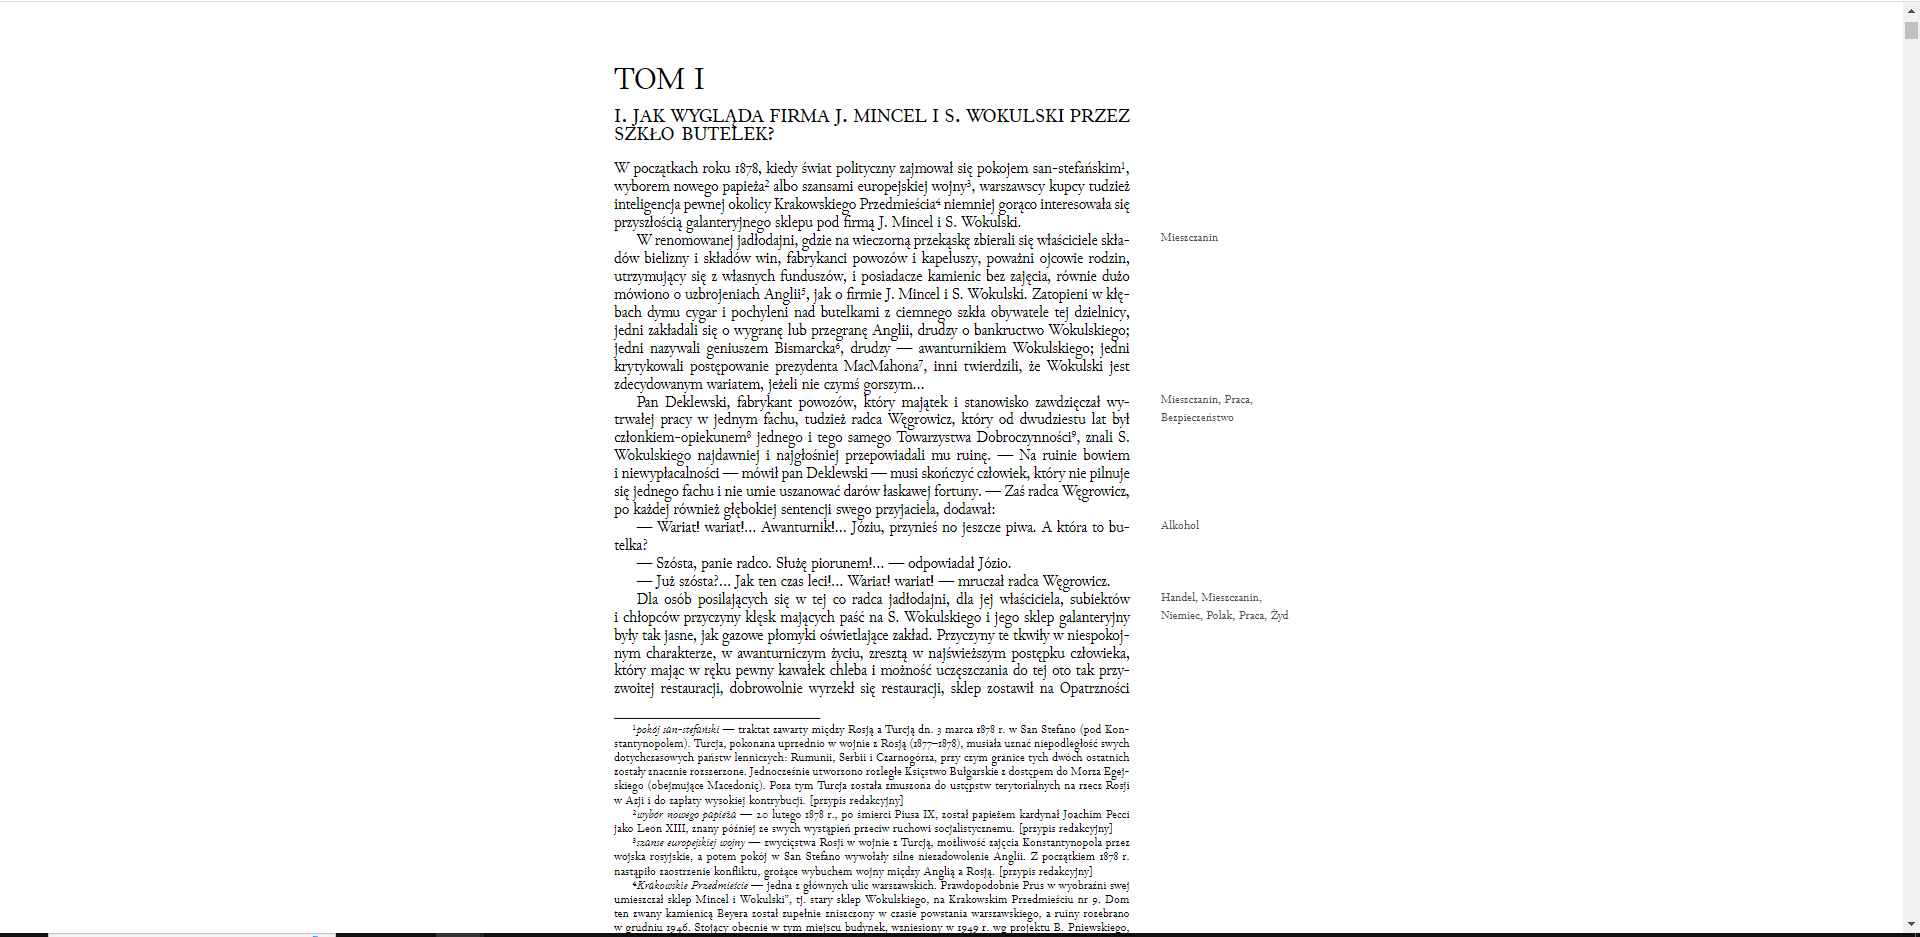 TOM I
I. JAK WYGLĄDA FIRMA J. MINCEL I S. WOKULSKI PRZEZ
SZKŁO BUTELEK?
W początkach roku 1878, kiedy świat polityczny zajmował się pokojem san-stefańskim¹,
wyborem nowego papieża² albo szansami europejskiej wojny³, warszawscy kupcy tudzież
inteligencja pewnej okolicy Krakowskiego Przedmieścia⁴ niemniej gorąco interesowała się
przyszłością galanteryjnego sklepu pod firmą J. Mincel i S. Wokulski.
W renomowanej jadłodajni, gdzie na wieczorną przekąskę zbierali się właściciele skła-
Mieszczanin
dów bielizny i składów win, fabrykanci powozów i kapeluszy, poważni ojcowie rodzin,
utrzymujący się z własnych funduszów, i posiadacze kamienic bez zajęcia, równie dużo
mówiono o uzbrojeniach Anglii⁵, jak o firmie J. Mincel i S. Wokulski. Zatopieni w kłę-
bach dymu cygar i pochyleni nad butelkami z ciemnego szkła obywatele tej dzielnicy,
jedni zakładali się o wygranę lub przegranę Anglii, drudzy o bankructwo Wokulskiego;
jedni nazywali geniuszem Bismarcka⁶, drudzy — awanturnikiem Wokulskiego; jedni
krytykowali postępowanie prezydenta MacMahona⁷, inni twierdzili, że Wokulski jest
zdecydowanym wariatem, jeżeli nie czymś gorszym…
Pan Deklewski, fabrykant powozów, który majątek i stanowisko zawdzięczał wy-
Mieszczanin, Praca,
trwałej pracy w jednym fachu, tudzież radca Węgrowicz, który od dwudziestu lat był
Bezpieczeństwo
członkiem-opiekunem⁸ jednego i tego samego Towarzystwa Dobroczynności⁹, znali S.
Wokulskiego najdawniej i najgłośniej przepowiadali mu ruinę. — Na ruinie bowiem
i niewypłacalności — mówił pan Deklewski — musi skończyć człowiek, który nie pilnuje
się jednego fachu i nie umie uszanować darów łaskawej fortuny. — Zaś radca Węgrowicz,
po każdej również głębokiej sentencji swego przyjaciela, dodawał:
— Wariat! wariat!… Awanturnik!… Józiu, przynieś no jeszcze piwa. A która to bu-
Alkohol
telka?
— Szósta, panie radco. Służę piorunem!… — odpowiadał Józio.
— Już szósta?… Jak ten czas leci!… Wariat! wariat! — mruczał radca Węgrowicz.
Dla osób posilających się w tej co radca jadłodajni, dla jej właściciela, subiektów
Handel, Mieszczanin,
i chłopców przyczyny klęsk mających paść na S. Wokulskiego i jego sklep galanteryjny
Niemiec, Polak, Praca, Żyd
były tak jasne, jak gazowe płomyki oświetlające zakład. Przyczyny te tkwiły w niespokoj-
nym charakterze, w awanturniczym życiu, zresztą w najświeższym postępku człowieka,
który mając w ręku pewny kawałek chleba i możność uczęszczania do tej oto tak przy-
zwoitej restauracji, dobrowolnie wyrzekł się restauracji, sklep zostawił na Opatrzności
¹pokój san-stefański — traktat zawarty między Rosją a Turcją dn. 3 marca 1878 r. w San Stefano (pod Kon-
stantynopolem). Turcja, pokonana uprzednio w wojnie z Rosją (1877–1878), musiała uznać niepodległość swych
dotychczasowych państw lenniczych: Rumunii, Serbii i Czarnogórza, przy czym granice tych dwóch ostatnich
zostały znacznie rozszerzone. Jednocześnie utworzono rozległe Księstwo Bułgarskie z dostępem do Morza Egej-
skiego (obejmujące Macedonię). Poza tym Turcja została zmuszona do ustępstw terytorialnych na rzecz Rosji
w Azji i do zapłaty wysokiej kontrybucji. [przypis redakcyjny]
²wybór nowego papieża — 20 lutego 1878 r., po śmierci Piusa IX, został papieżem kardynał Joachim Pecci
jako Leon XIII, znany później ze swych wystąpień przeciw ruchowi socjalistycznemu. [przypis redakcyjny]
³szanse europejskiej wojny — zwycięstwa Rosji w wojnie z Turcją, możliwość zajęcia Konstantynopola przez
wojska rosyjskie, a potem pokój w San Stefano wywołały silne niezadowolenie Anglii. Z początkiem 1878 r.
nastąpiło zaostrzenie konfliktu, grożące wybuchem wojny między Anglią a Rosją. [przypis redakcyjny]
⁴Krakowskie Przedmieście — jedna z głównych ulic warszawskich. Prawdopodobnie Prus w wyobraźni swej
umieszczał sklep Mincel i Wokulski”, tj. stary sklep Wokulskiego, na Krakowskim Przedmieściu nr 9. Dom
ten zwany kamienicą Beyera został zupełnie zniszczony w czasie powstania warszawskiego, a ruiny rozebrano
w grudniu 1946. Stojący obecnie w tym miejscu budynek, wzniesiony w 1949 r. wg projektu B. Pniewskiego,